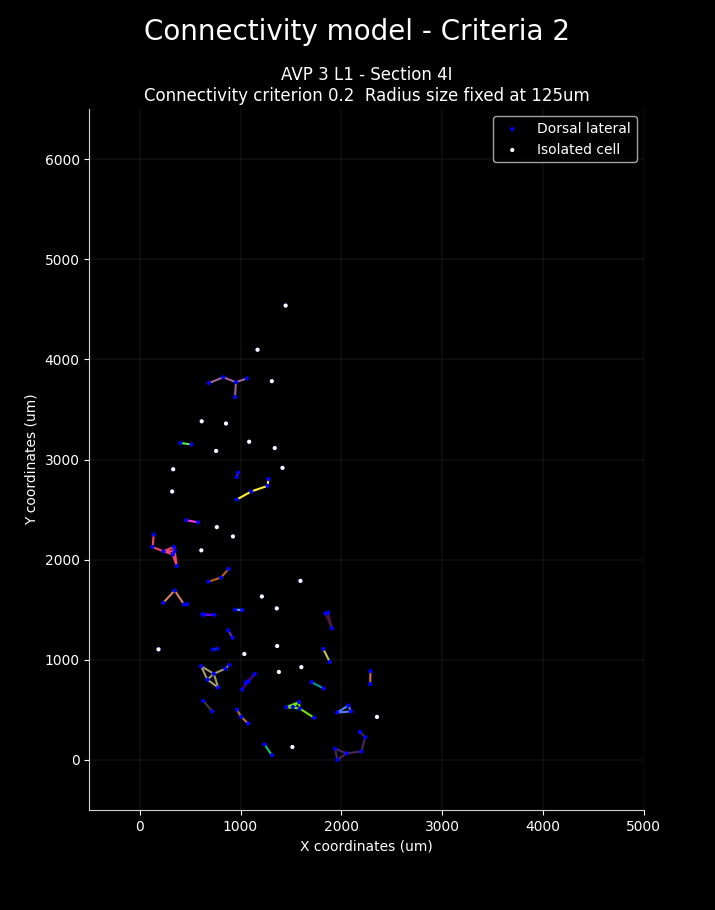 Connectivity model - Criteria 2
AVP 3 L1 - Section 4I
Connectivity criterion 0.2  Radius size fixed at 125um
Dorsal lateral
Isolated cell
6000
5000
4000
3000
2000
1000
0
Y coordinates (um)
0 1000 2000 3000 4000 5000
X coordinates (um)